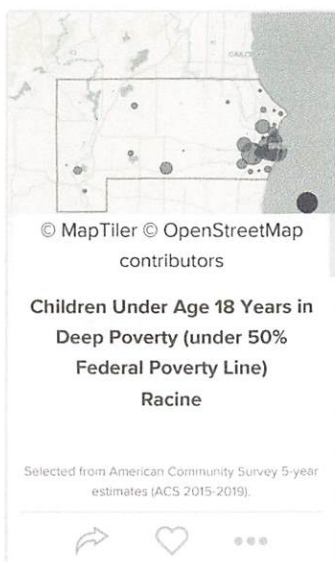 © MapTiler © OpenStreetMap
contributors
Children Under Age 18 Years in
Deep Poverty (under 50%
Federal Poverty Line)
Racine
Selected from American Community Survey 5-year
estimates (ACS 2015-2019).